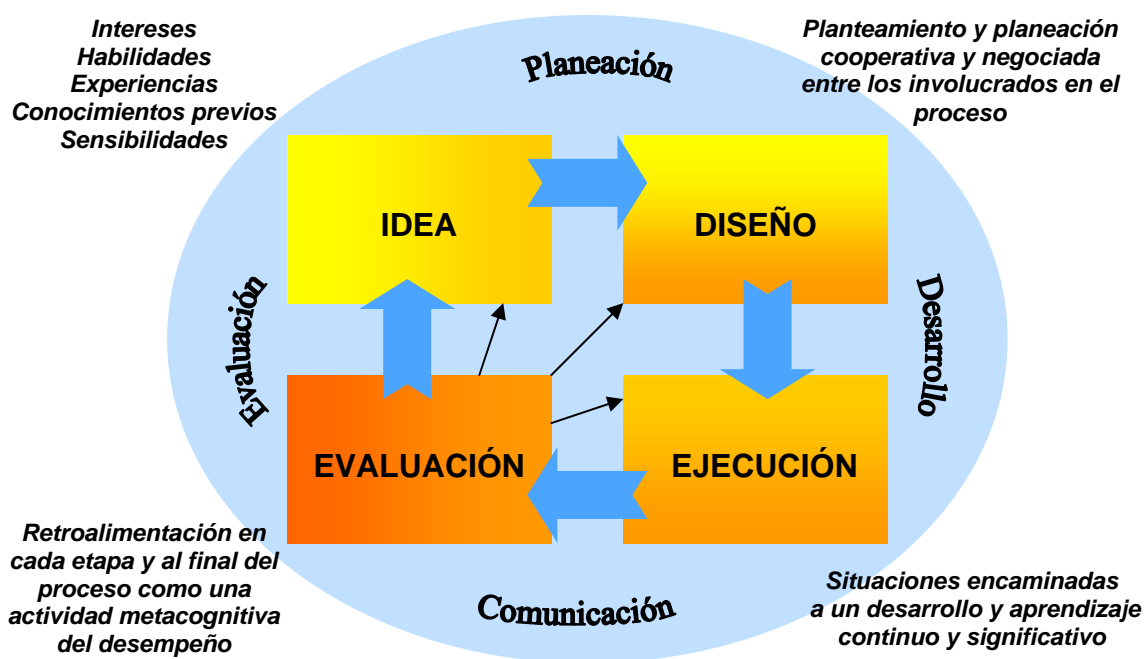 Intereses
Habilidades
Experiencias
Conocimientos previos
Sensibilidades
Planeación
Planteamiento y planeación
cooperativa y negociada
entre los involucrados en el
proceso
IDEA
DISEÑO
Evaluación
Desarrollo
EVALUACIÓN
EJECUCIÓN
Retroalimentación en
cada etapa y al final del
proceso como una
actividad metacognitiva
del desempeño
Comunicación
Situaciones encaminadas
a un desarrollo y aprendizaje
continuo y significativo